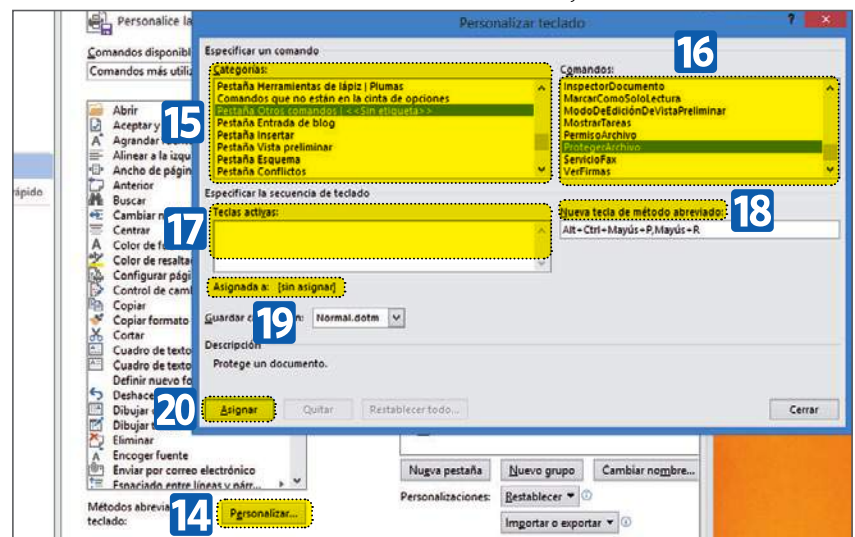 Personalice la
Comandos disponibl
Comandos más utiliz
Abrir
Aceptar y
Agrandar
Alinear a la izqu
Ancho de págin
Anterior
Buscar
Cambiar n
Centrar
Color de f
Color de resalta
Configurar pági
Control de camb
Copiar
Copiar formato
Cortar
Cuadro de texto
Cuadro de texto
Definir nuevo fo
Deshace
Dibujar
Dibujar t
Eliminar
Encoger fuente
Enviar por correo electrónico
Espaciado entre líneas y párr...
Métodos abrevia
teclado:
14
Personalizar...
ápido
Personalizar teclado
?
Especificar un comando
15
Categorías:
Pestaña Herramientas de lápiz | Plumas
Comandos que no están en la cinta de opciones
Pestaña Otros comandos | <<Sin etiqueta>>
Pestaña Entrada de blog
Pestaña Insertar
Pestaña Vista preliminar
Pestaña Esquema
Pestaña Conflictos
16
Comandos:
InspectorDocumento
MarcarComoSoloLectura
ModoDeEdiciónDeVistaPreliminar
MostrarTareas
PermisoArchivo
ProtegerArchivo
ServicioFax
VerFirmas
Especificar la secuencia de teclado
17
Teclas activas:
Nueva tecla de método abreviado:
18
Alt+Ctrl+Mayús+P,Mayús+R
Asignada a: [sin asignar]
19
Guardar c n: Normal.dotm
Descripción
Protege un documento.
20
Asignar
Quitar
Restablecer todo...
Cerrar
Nueva pestaña
Nuevo grupo
Cambiar nombre...
Personalizaciones:
Restablecer
Importar o exportar